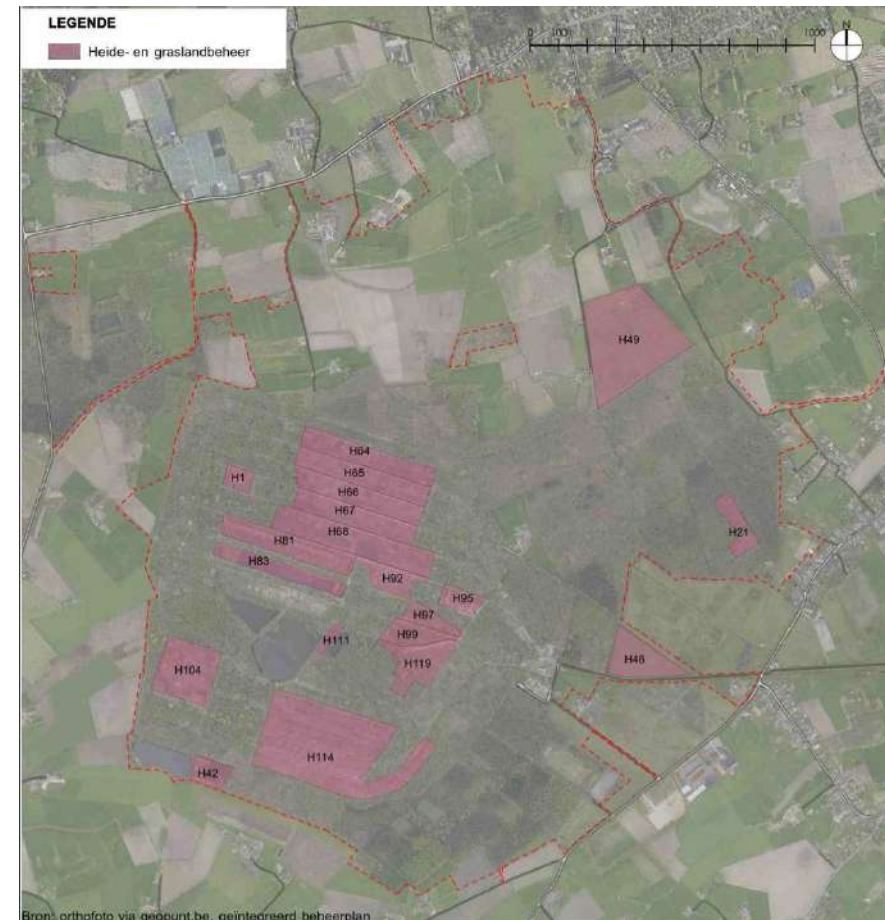 LEGENDE
Heide- en graslandbeheer
0
1000
N
H49
H64
H65
H1
H66
H67
H68
H21
H81
H83
H92
H95
H97
H99
H111
H119
H46
H104
H114
H42
Bron: orthofoto via geopunt.be, geïntegreerd beheerplan